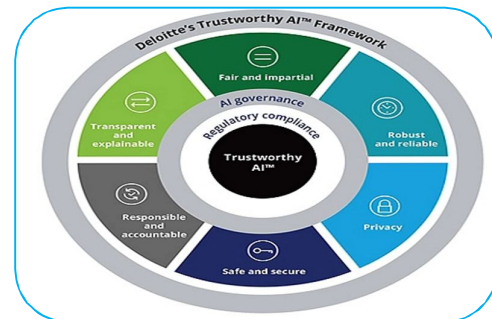 Deloitte's Trustworthy AI™ Framework
Fair and impartial
Robust
and reliable
Privacy
Safe and secure
Responsible
and
accountable
Transparent
and
explainable
AI governance
Regulatory compliance
Trustworthy
AI™